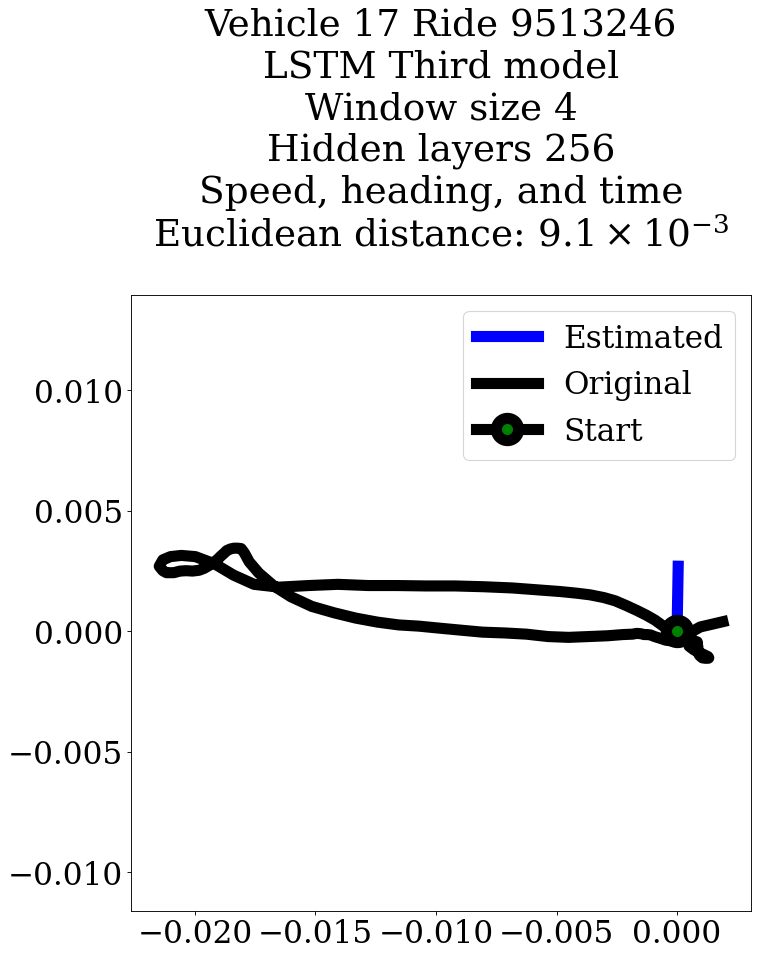 Vehicle 17 Ride 9513246
LSTM Third model
Window size 4
Hidden layers 256
Speed, heading, and time
Euclidean distance: 9.1 × 10⁻³
Estimated
Original
Start
0.010
0.005
0.000
−0.005
−0.010
−0.020 −0.015 −0.010 −0.005 0.000